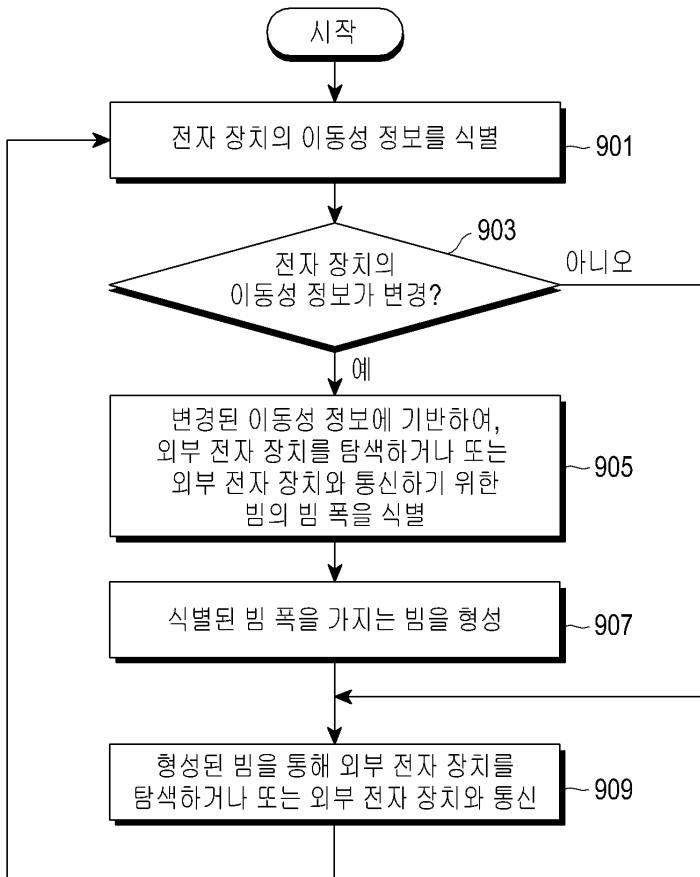 시작
전자 장치의 이동성 정보를 식별
901
903
전자 장치의
이동성 정보가 변경?
아니오
예
변경된 이동성 정보에 기반하여,
외부 전자 장치를 탐색하거나 또는
외부 전자 장치와 통신하기 위한
빔의 빔 폭을 식별
905
식별된 빔 폭을 가지는 빔을 형성
907
형성된 빔을 통해 외부 전자 장치를
탐색하거나 또는 외부 전자 장치와 통신
909